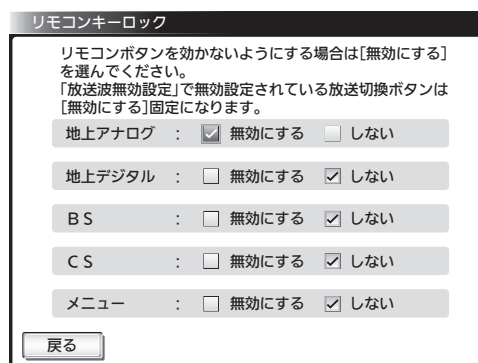 リモコンキーロック
リモコンボタンを効かないようにする場合は[無効にする]
を選んでください。
「放送波無効設定」で無効設定されている放送切換ボタンは
[無効にする]固定になります。
地上アナログ : 無効にする しない
地上デジタル : 無効にする しない
BS : 無効にする しない
CS : 無効にする しない
メニュー : 無効にする しない
戻る